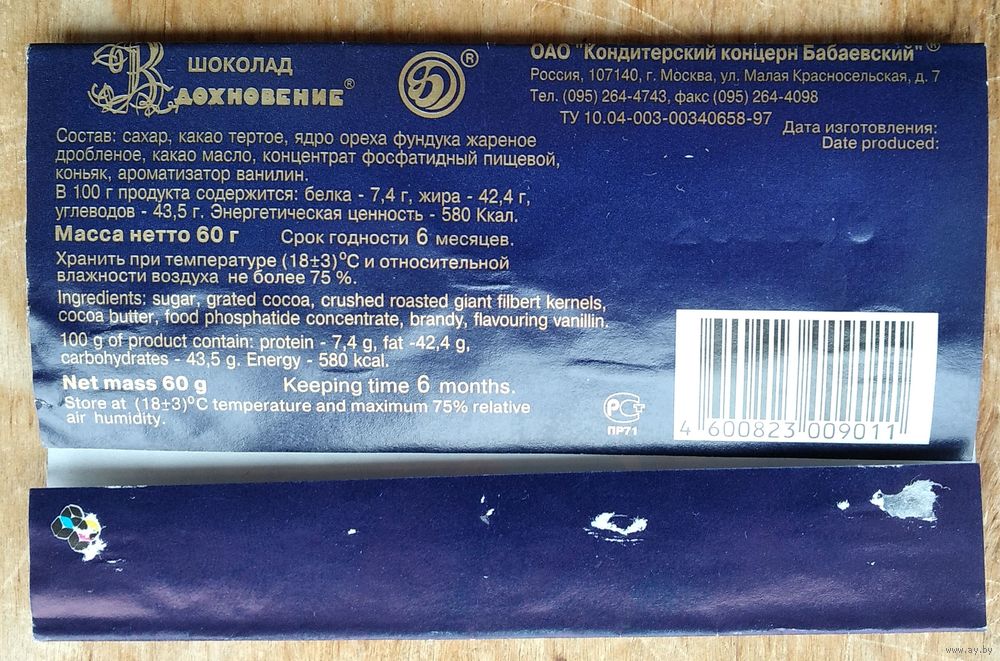 ШОКОЛАД
ВДОХНОВЕНИЕ®
Б®
ОАО "Кондитерский концерн Бабаевский"®
Россия, 107140, г. Москва, ул. Малая Красносельская, д. 7
Тел. (095) 264-4743, факс (095) 264-4098
ТУ 10.04-003-00340658-97
Дата изготовления:
Date produced:
Состав: сахар, какао тертое, ядро ореха фундука жареное
дробленое, какао масло, концентрат фосфатидный пищевой,
коньяк, ароматизатор ванилин.
В 100 г продукта содержится: белка - 7,4 г, жира - 42,4 г,
углеводов - 43,5 г. Энергетическая ценность - 580 Ккал.
Масса нетто 60 г Срок годности 6 месяцев.
Хранить при температуре (18±3)°С и относительной
влажности воздуха не более 75 %.
Ingredients: sugar, grated cocoa, crushed roasted giant filbert kernels,
cocoa butter, food phosphatide concentrate, brandy, flavouring vanillin.
100 g of product contain: protein - 7,4 g, fat -42,4 g,
carbohydrates - 43,5 g. Energy - 580 kcal.
Net mass 60 g Keeping time 6 months.
Store at (18±3)°C temperature and maximum 75% relative
air humidity.
РСТ
ПР71
4 600823 009011
www.ay.by